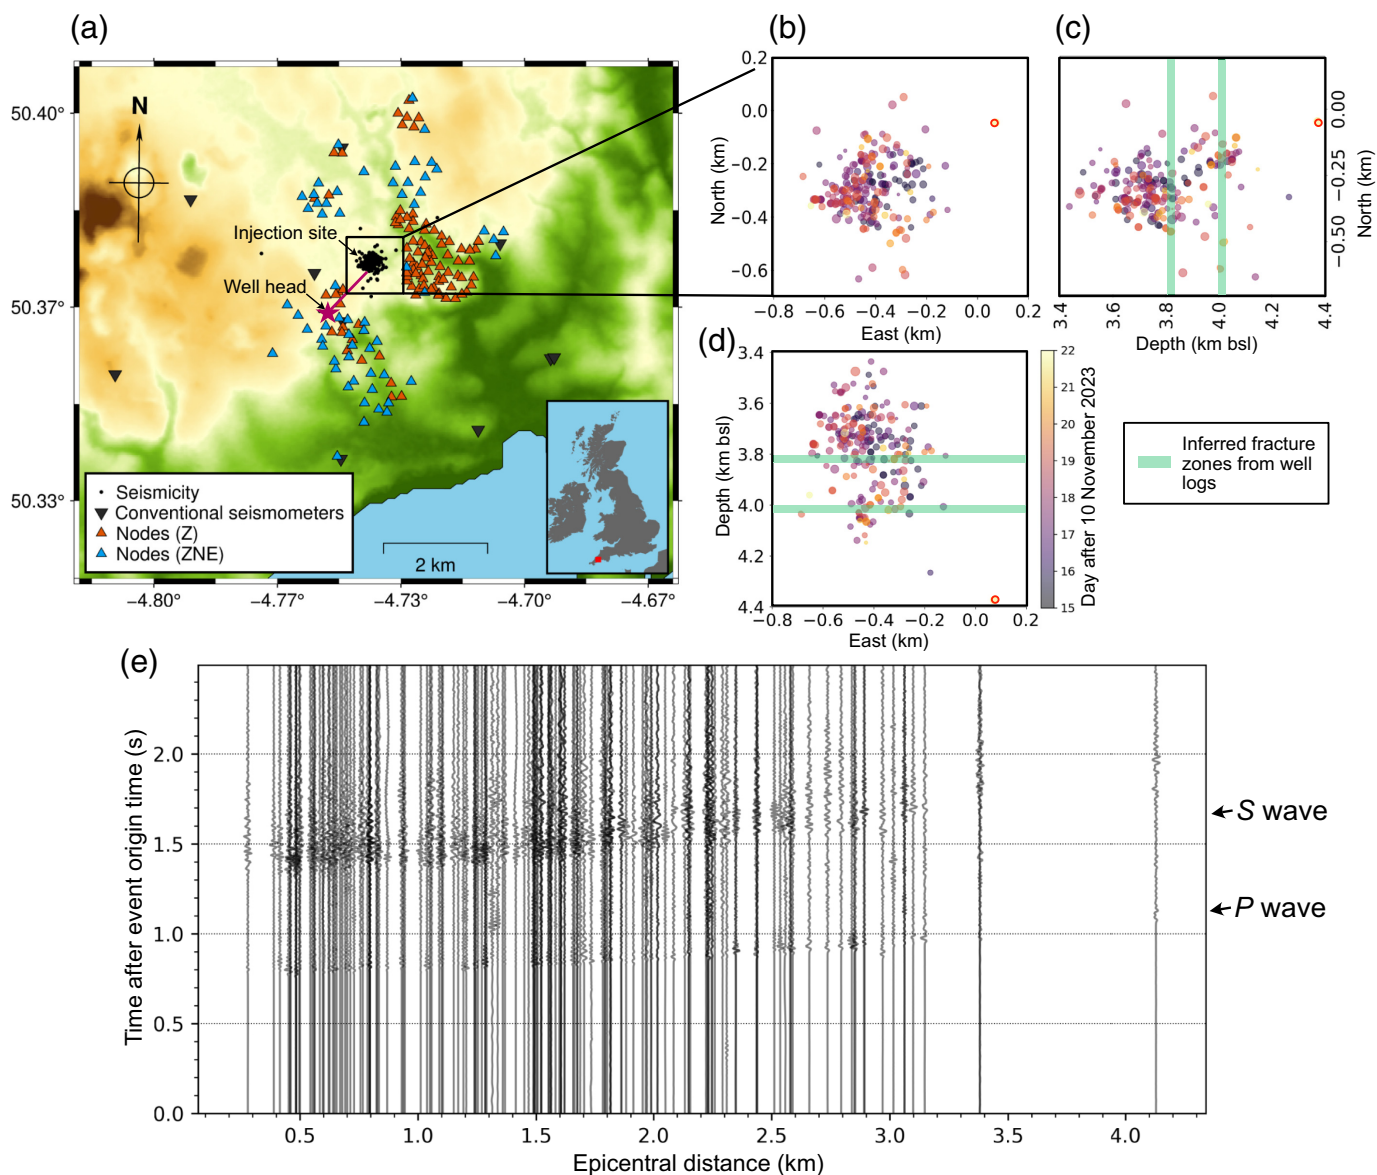 (a)
50.40°
50.37°
50.33°
N
Injection site
Well head
Seismicity
Conventional seismometers
Nodes (Z)
Nodes (ZNE)
2 km
−4.80°
−4.77°
−4.73°
−4.70°
−4.67°
(b)
0.2
0.0
−0.2
−0.4
−0.6
North (km)
−0.8
−0.6
−0.4
−0.2
0.0
0.2
East (km)
(c)
0.00
−0.25
−0.50
North (km)
3.4
3.6
3.8
4.0
4.2
4.4
Depth (km bsl)
(d)
3.4
3.6
3.8
4.0
4.2
4.4
Depth (km bsl)
−0.8
−0.6
−0.4
−0.2
0.0
0.2
East (km)
22
21
20
19
18
17
16
15
Day after 10 November 2023
Inferred fracture
zones from well
logs
(e)
2.0
1.5
1.0
0.5
0.0
Time after event origin time (s)
S wave
P wave
0.5
1.0
1.5
2.0
2.5
3.0
3.5
4.0
Epicentral distance (km)